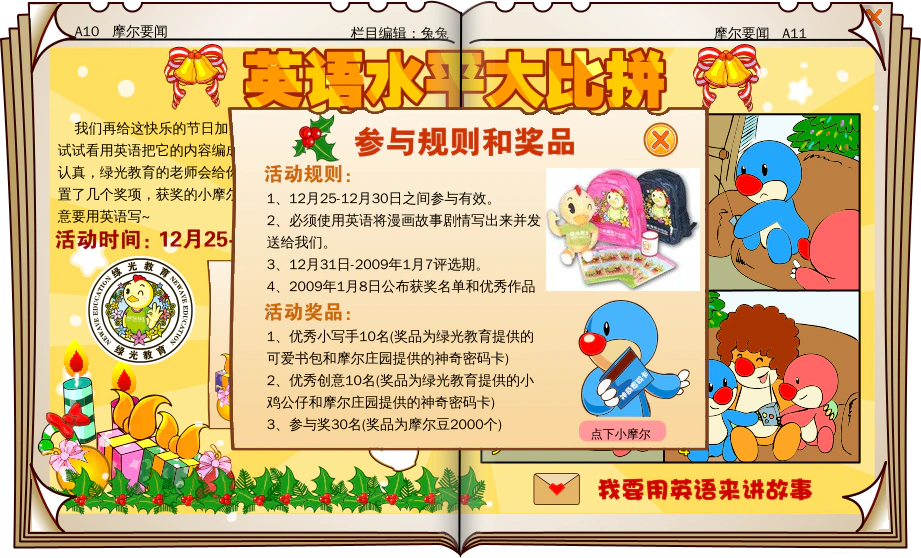 A10 摩尔要闻
栏目编辑：兔兔
摩尔要闻 A11
英语水平大比拼
我们再给这快乐的节日加
试试看用英语把它的内容编
认真，绿光教育的老师会给你
置了几个奖项，获奖的小摩尔
意要用英语写~
活动时间：12月25-
绿光教育
NEWAVE EDUCATION
NEWAVE EDUCATION
绿光教育
参与规则和奖品
活动规则：
1、12月25-12月30日之间参与有效。
2、必须使用英语将漫画故事剧情写出来并发
送给我们。
3、12月31日-2009年1月7评选期。
4、2009年1月8日公布获奖名单和优秀作品
活动奖品：
1、优秀小写手10名(奖品为绿光教育提供的
可爱书包和摩尔庄园提供的神奇密码卡)
2、优秀创意10名(奖品为绿光教育提供的小
鸡公仔和摩尔庄园提供的神奇密码卡)
3、参与奖30名(奖品为摩尔豆2000个)
神奇密码卡
点下小摩尔
我要用英语来讲故事